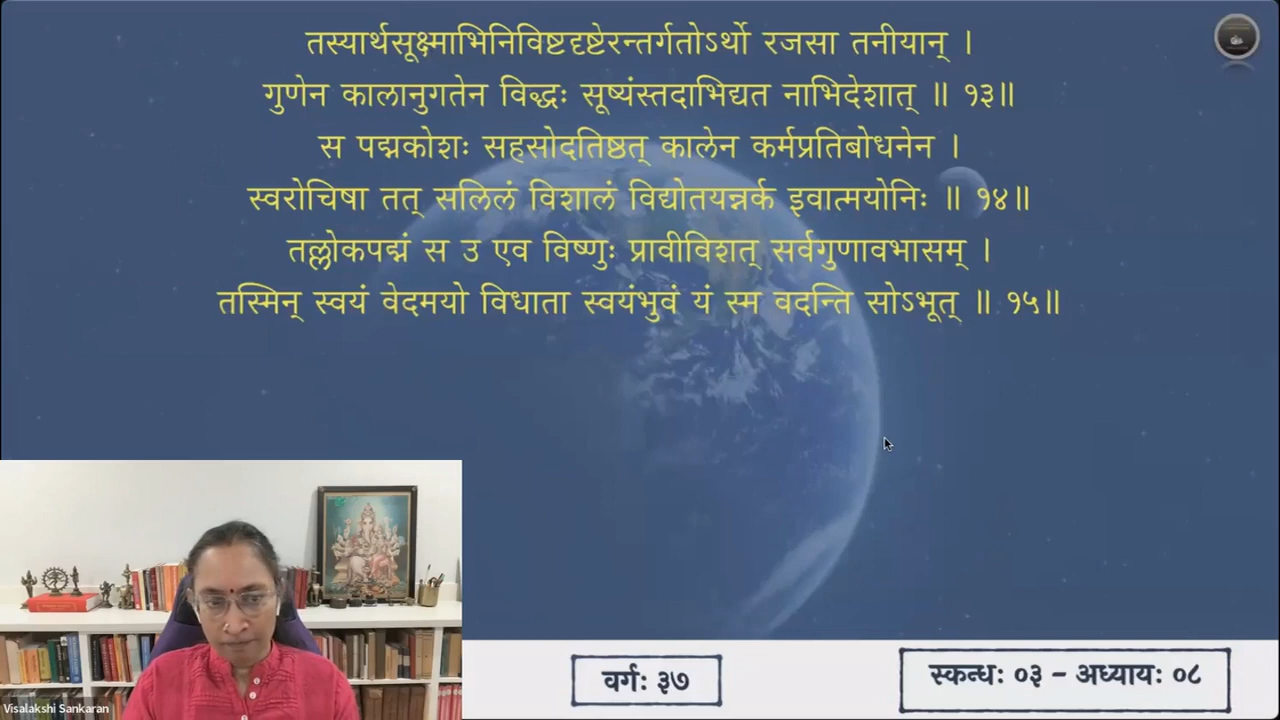 तस्यार्थसूक्ष्माभिनिविष्टदृष्टेरन्तर्गतोऽर्थो रजसा तनीयान् ।
गुणेन कालानुगतेन विद्धः सूष्यंस्तदाभिद्यत नाभिदेशात् ॥ १३॥
स पद्मकोशः सहसोदतिष्ठत् कालेन कर्मप्रतिबोधनेन ।
स्वरोचिषा तत् सलिलं विशालं विद्योतयन्नर्क इवात्मयोनिः ॥ १४॥
तल्लोकपद्मं स उ एव विष्णुः प्रावीविशत् सर्वगुणावभासम् ।
तस्मिन् स्वयं वेदमयो विधाता स्वयंभुवं यं स्म वदन्ति सोऽभूत् ॥ १५॥
वर्गः ३७
स्कन्धः ०३ - अध्यायः ०८
Visalakshi Sankaran